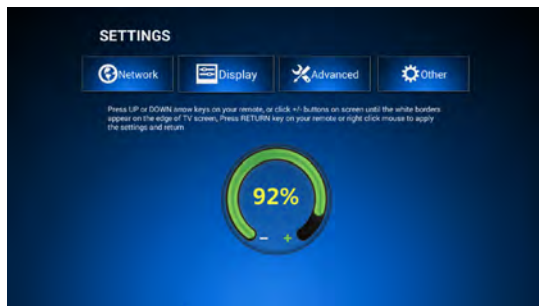 SETTINGS
Network Display Advanced Other
Press UP or DOWN arrow keys on your remote, or click +/- buttons on screen until the white borders
appear on the edge of TV screen, Press RETURN key on your remote or right click mouse to apply
the settings and return
92%
- +